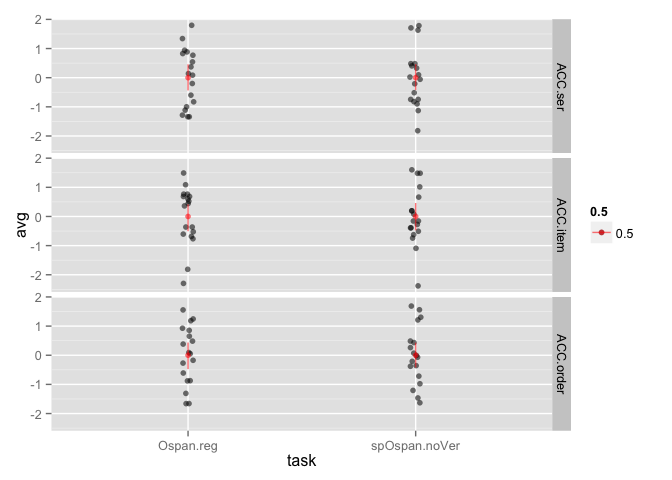 2
1
0
-1
-2
ACC.ser
2
1
0
-1
-2
ACC.item
2
1
0
-1
-2
ACC.order
avg
Ospan.reg
spOspan.noVer
task
0.5
0.5